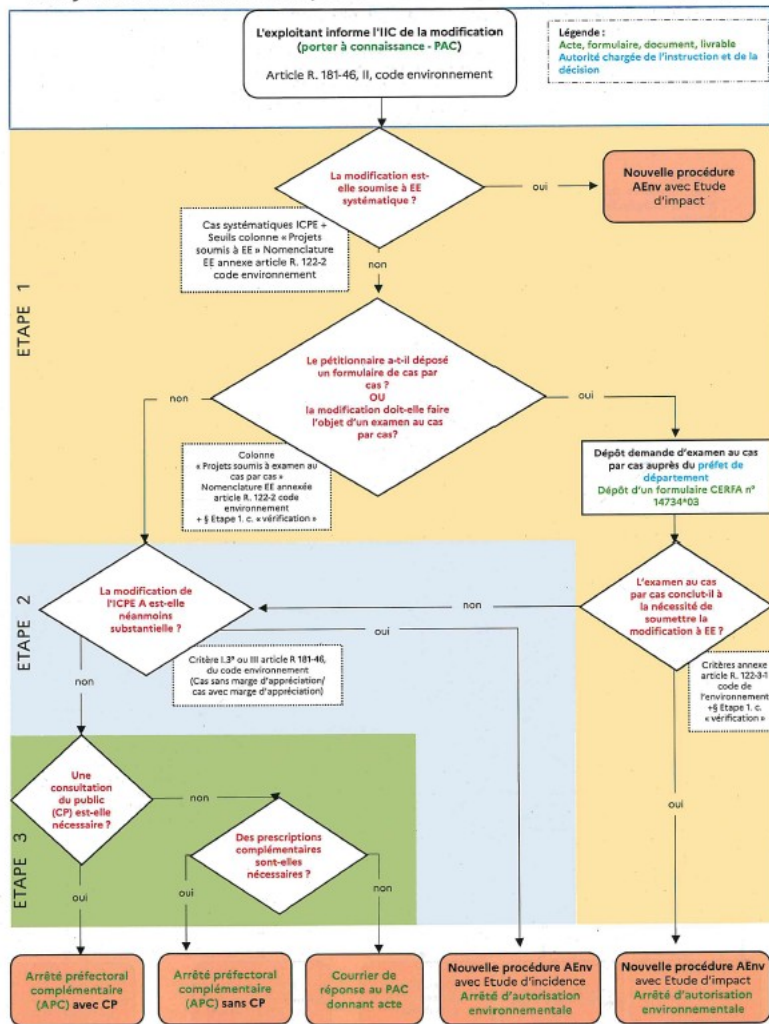 L'exploitant informe l'IIC de la modification
(porter à connaissance - PAC)
Article R. 181-46, II, code environnement
Légende :
Acte, formulaire, document, livrable
Autorité chargée de l'instruction et de la
décision
ETAPE 1
La modification est-
elle soumise à EE
systématique ?
oui
Nouvelle procédure
AEnv avec Etude
d'impact
Cas systématiques ICPE +
Seuils colonne « Projets
soumis à EE » Nomenclature
EE annexe article R. 122-2
code environnement
non
Le pétitionnaire a-t-il déposé
un formulaire de cas par
cas ?
OU
la modification doit-elle faire
l'objet d'un examen au cas
par cas?
non
oui
Colonne
« Projets soumis à examen au
cas par cas »
Nomenclature EE annexée
article R. 122-2 code
environnement
+ § Etape 1. c. « vérification »
Dépôt demande d'examen au cas
par cas auprès du préfet de
département
Dépôt d'un formulaire CERFA n°
14734*03
ETAPE 2
La modification de
l'ICPE A est-elle
néanmoins
substantielle ?
non
L'examen au cas
par cas conclut-il à
la nécessité de
soumettre la
modification à EE ?
oui
Critère I.3° ou III article R 181-46,
du code environnement
(Cas sans marge d'appréciation/
cas avec marge d'appréciation)
Critères annexe
article R. 122-3-1
code de
l'environnement
+§ Etape 1. c.
« vérification »
non
oui
ETAPE 3
Une
consultation
du public
(CP) est-elle
nécessaire ?
non
Des prescriptions
complémentaires
sont-elles
nécessaires ?
oui
oui
non
Arrêté préfectoral
complémentaire
(APC) avec CP
Arrêté préfectoral
complémentaire
(APC) sans CP
Courrier de
réponse au PAC
donnant acte
Nouvelle procédure AEnv
avec Etude d'incidence
Arrêté d'autorisation
environnementale
Nouvelle procédure
AEnv avec Etude d'impact
Arrêté d'autorisation
environnementale